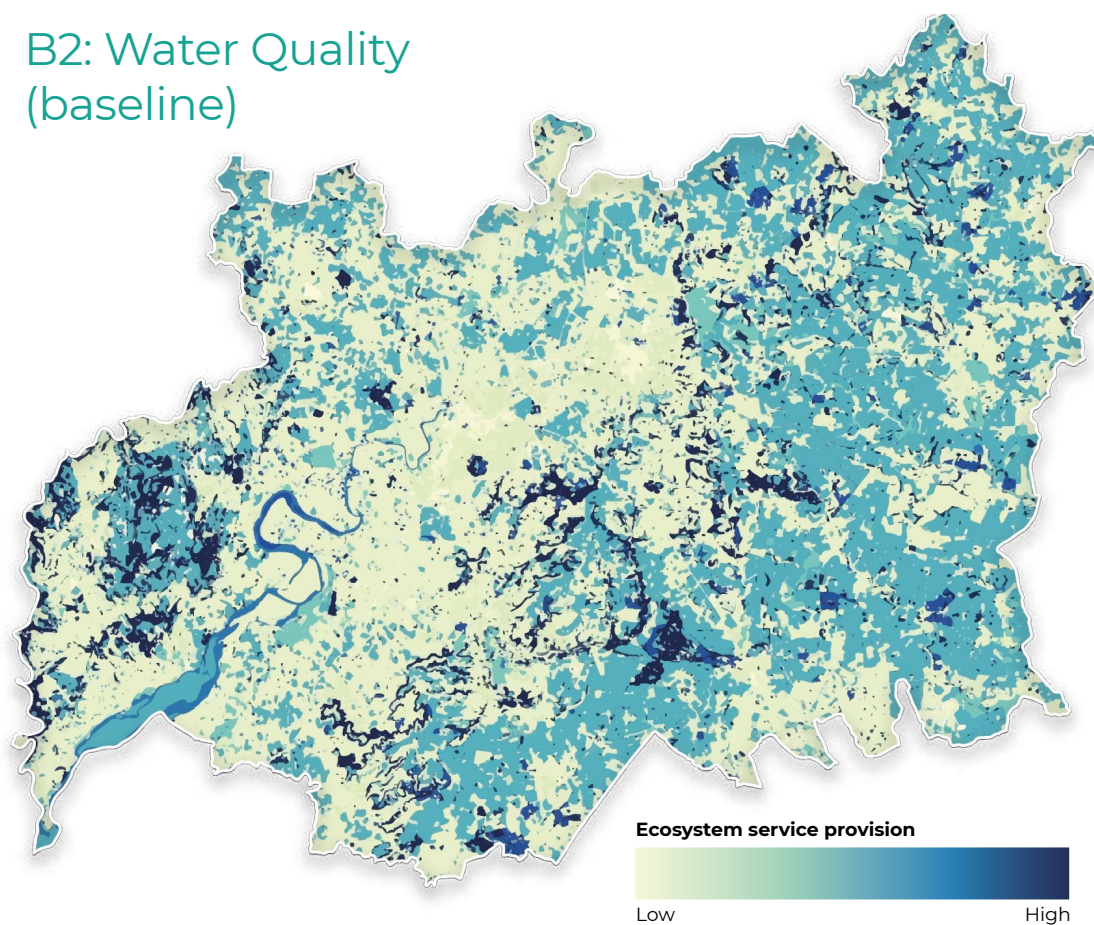 B2: Water Quality
(baseline)
Ecosystem service provision
Low
High